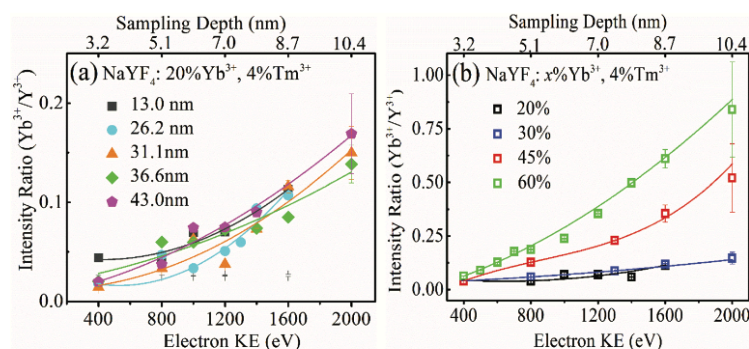 Sampling Depth (nm)
3.2 5.1 7.0 8.7 10.4
(a) NaYF4: 20%Yb3+, 4%Tm3+
13.0 nm
26.2 nm
31.1nm
36.6nm
43.0nm
Intensity Ratio (Yb3+/Y3+)
0.2
0.1
0.0
400 800 1200 1600 2000
Electron KE (eV)
Sampling Depth (nm)
3.2 5.1 7.0 8.7 10.4
(b) NaYF4: x%Yb3+, 4%Tm3+
20%
30%
45%
60%
Intensity Ratio (Yb3+/Y3+)
1.00
0.75
0.50
0.25
0.00
400 800 1200 1600 2000
Electron KE (eV)